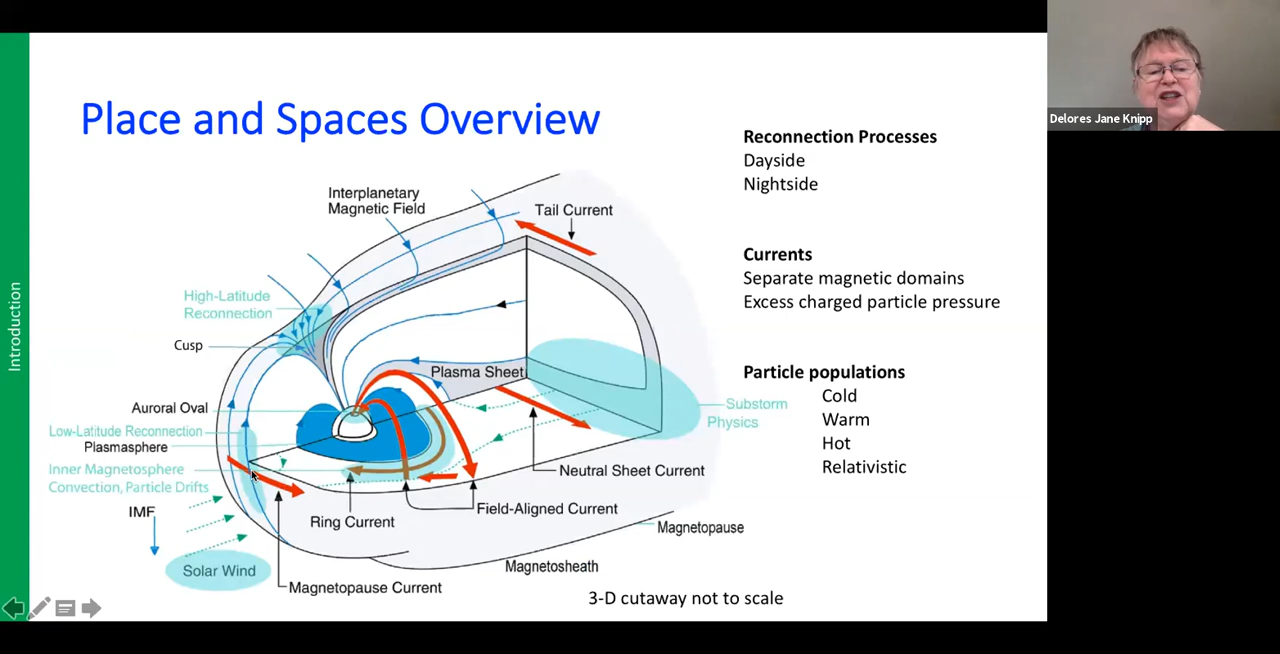 Introduction
Place and Spaces Overview
Interplanetary
Magnetic Field
Tail Current
High-Latitude
Reconnection
Cusp
Plasma Sheet
Auroral Oval
Low-Latitude Reconnection
Plasmasphere
Inner Magnetosphere
Convection, Particle Drifts
IMF
Solar Wind
Ring Current
Magnetopause Current
Field-Aligned Current
Neutral Sheet Current
Substorm
Physics
Magnetopause
Magnetosheath
3-D cutaway not to scale
Reconnection Processes
Dayside
Nightside
Currents
Separate magnetic domains
Excess charged particle pressure
Particle populations
Cold
Warm
Hot
Relativistic
Delores Jane Knipp